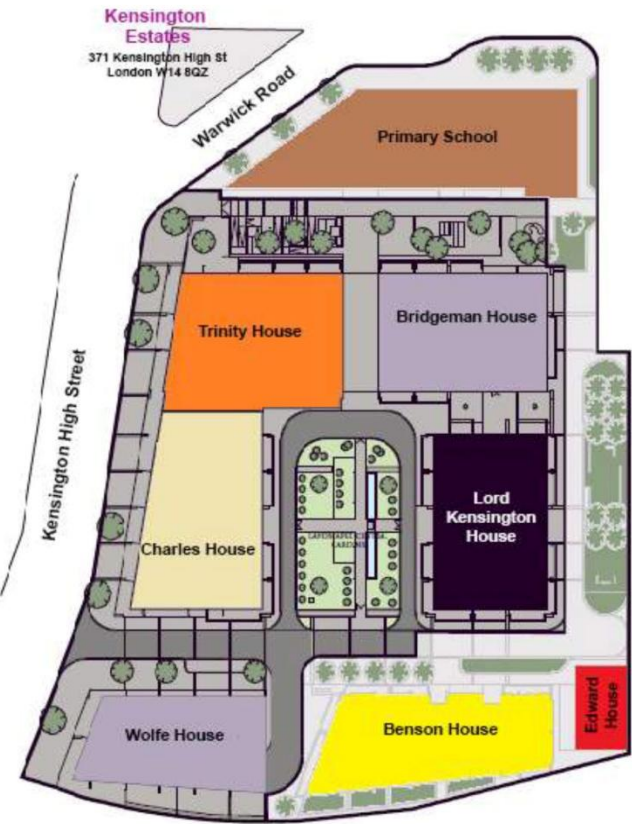 Kensington
Estates
371 Kensington High St
London W14 8QZ
Warwick Road
Primary School
Kensington High Street
Trinity House
Bridgeman House
Charles House
Lord
Kensington
House
Wolfe House
Benson House
Edward
House